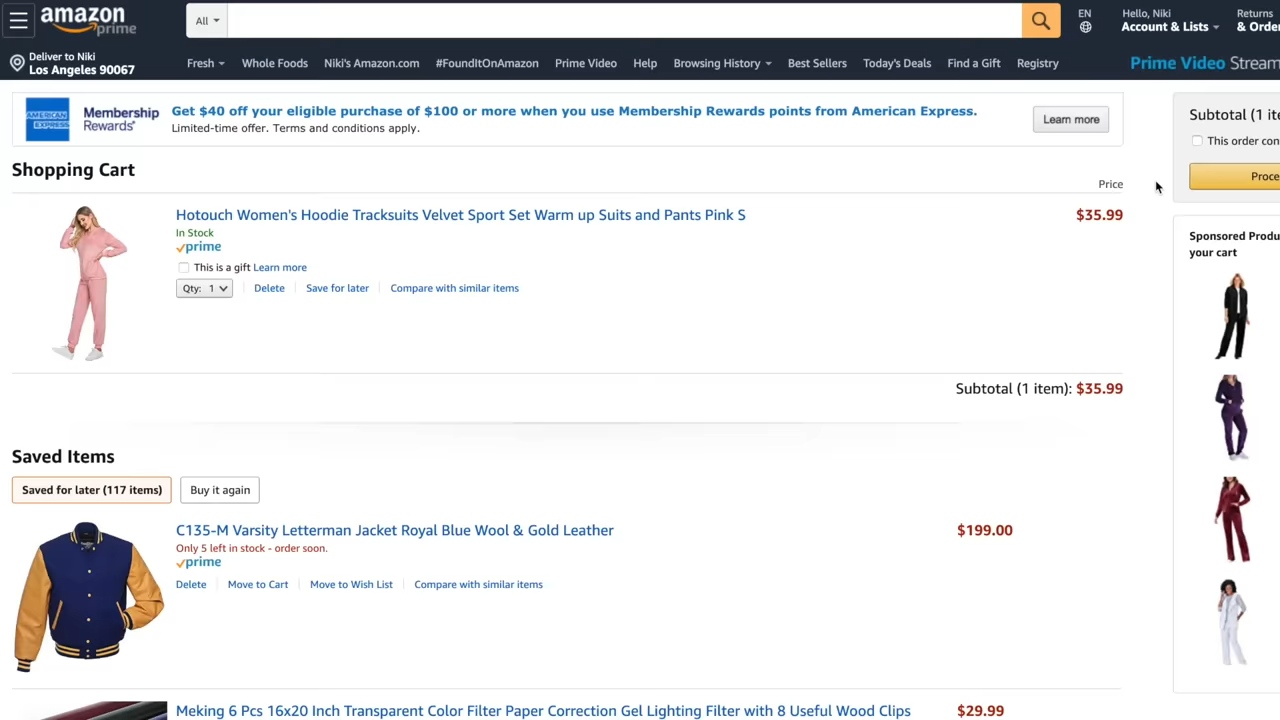 amazon
prime
All
EN
Hello, Niki
Account & Lists
Returns
& Order
Deliver to Niki
Los Angeles 90067
Fresh
Whole Foods
Niki's Amazon.com
#FoundItOnAmazon
Prime Video
Help
Browsing History
Best Sellers
Today's Deals
Find a Gift
Registry
Prime Video Stream
AMERICAN EXPRESS
Membership Rewards®
Get $40 off your eligible purchase of $100 or more when you use Membership Rewards points from American Express.
Limited-time offer. Terms and conditions apply.
Learn more
Shopping Cart
Price
Hotouch Women's Hoodie Tracksuits Velvet Sport Set Warm up Suits and Pants Pink S
$35.99
In Stock
prime
This is a gift Learn more
Qty: 1
Delete
Save for later
Compare with similar items
Subtotal (1 item): $35.99
Saved Items
Saved for later (117 items)
Buy it again
C135-M Varsity Letterman Jacket Royal Blue Wool & Gold Leather
$199.00
Only 5 left in stock - order soon.
prime
Delete
Move to Cart
Move to Wish List
Compare with similar items
Meking 6 Pcs 16x20 Inch Transparent Color Filter Paper Correction Gel Lighting Filter with 8 Useful Wood Clips
$29.99
Subtotal (1 ite
This order con
Proce
Sponsored Produ
your cart